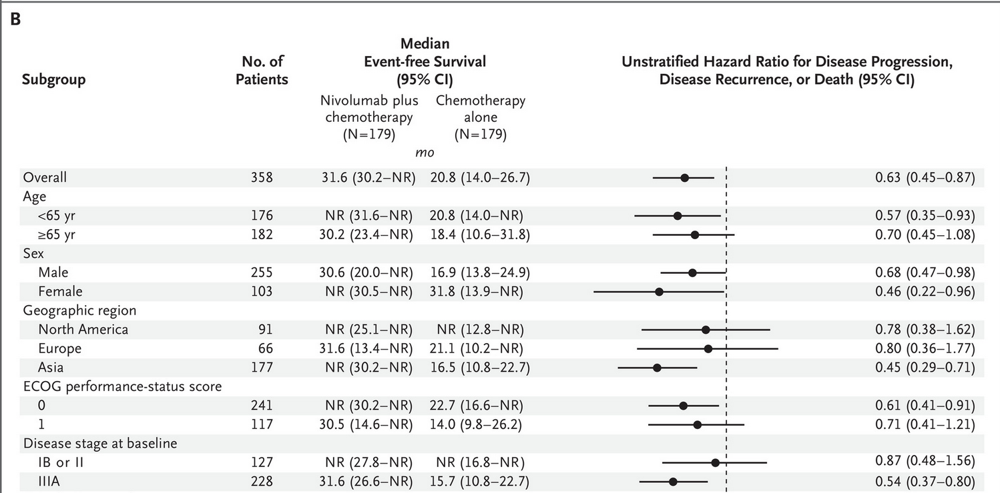 B
Median
No. of Event-free Survival Unstratified Hazard Ratio for Disease Progression,
Subgroup Patients (95% CI) Disease Recurrence, or Death (95% CI)
Nivolumab plus Chemotherapy
chemotherapy alone
(N=179) (N=179)
mo
Overall 358 31.6 (30.2–NR) 20.8 (14.0–26.7) 0.63 (0.45–0.87)
Age
<65 yr 176 NR (31.6–NR) 20.8 (14.0–NR) 0.57 (0.35–0.93)
≥65 yr 182 30.2 (23.4–NR) 18.4 (10.6–31.8) 0.70 (0.45–1.08)
Sex
Male 255 30.6 (20.0–NR) 16.9 (13.8–24.9) 0.68 (0.47–0.98)
Female 103 NR (30.5–NR) 31.8 (13.9–NR) 0.46 (0.22–0.96)
Geographic region
North America 91 NR (25.1–NR) NR (12.8–NR) 0.78 (0.38–1.62)
Europe 66 31.6 (13.4–NR) 21.1 (10.2–NR) 0.80 (0.36–1.77)
Asia 177 NR (30.2–NR) 16.5 (10.8–22.7) 0.45 (0.29–0.71)
ECOG performance-status score
0 241 NR (30.2–NR) 22.7 (16.6–NR) 0.61 (0.41–0.91)
1 117 30.5 (14.6–NR) 14.0 (9.8–26.2) 0.71 (0.41–1.21)
Disease stage at baseline
IB or II 127 NR (27.8–NR) NR (16.8–NR) 0.87 (0.48–1.56)
IIIA 228 31.6 (26.6–NR) 15.7 (10.8–22.7) 0.54 (0.37–0.80)